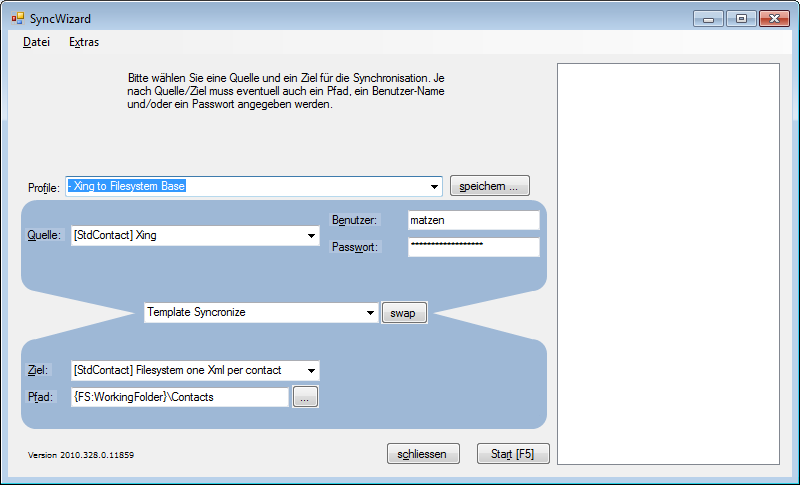 SyncWizard
Datei Extras
Bitte wählen Sie eine Quelle und ein Ziel für die Synchronisation. Je
nach Quelle/Ziel muss eventuell auch ein Pfad, ein Benutzer-Name
und/oder ein Passwort angegeben werden.
Profile: - Xing to Filesystem Base speichern ...
Benutzer: matzen
Quelle: [StdContact] Xing
Passwort: ******************
Template Syncronize swap
Ziel: [StdContact] Filesystem one Xml per contact
Pfad: {FS:WorkingFolder}\Contacts ...
Version 2010.328.0.11859 schliessen Start [F5]